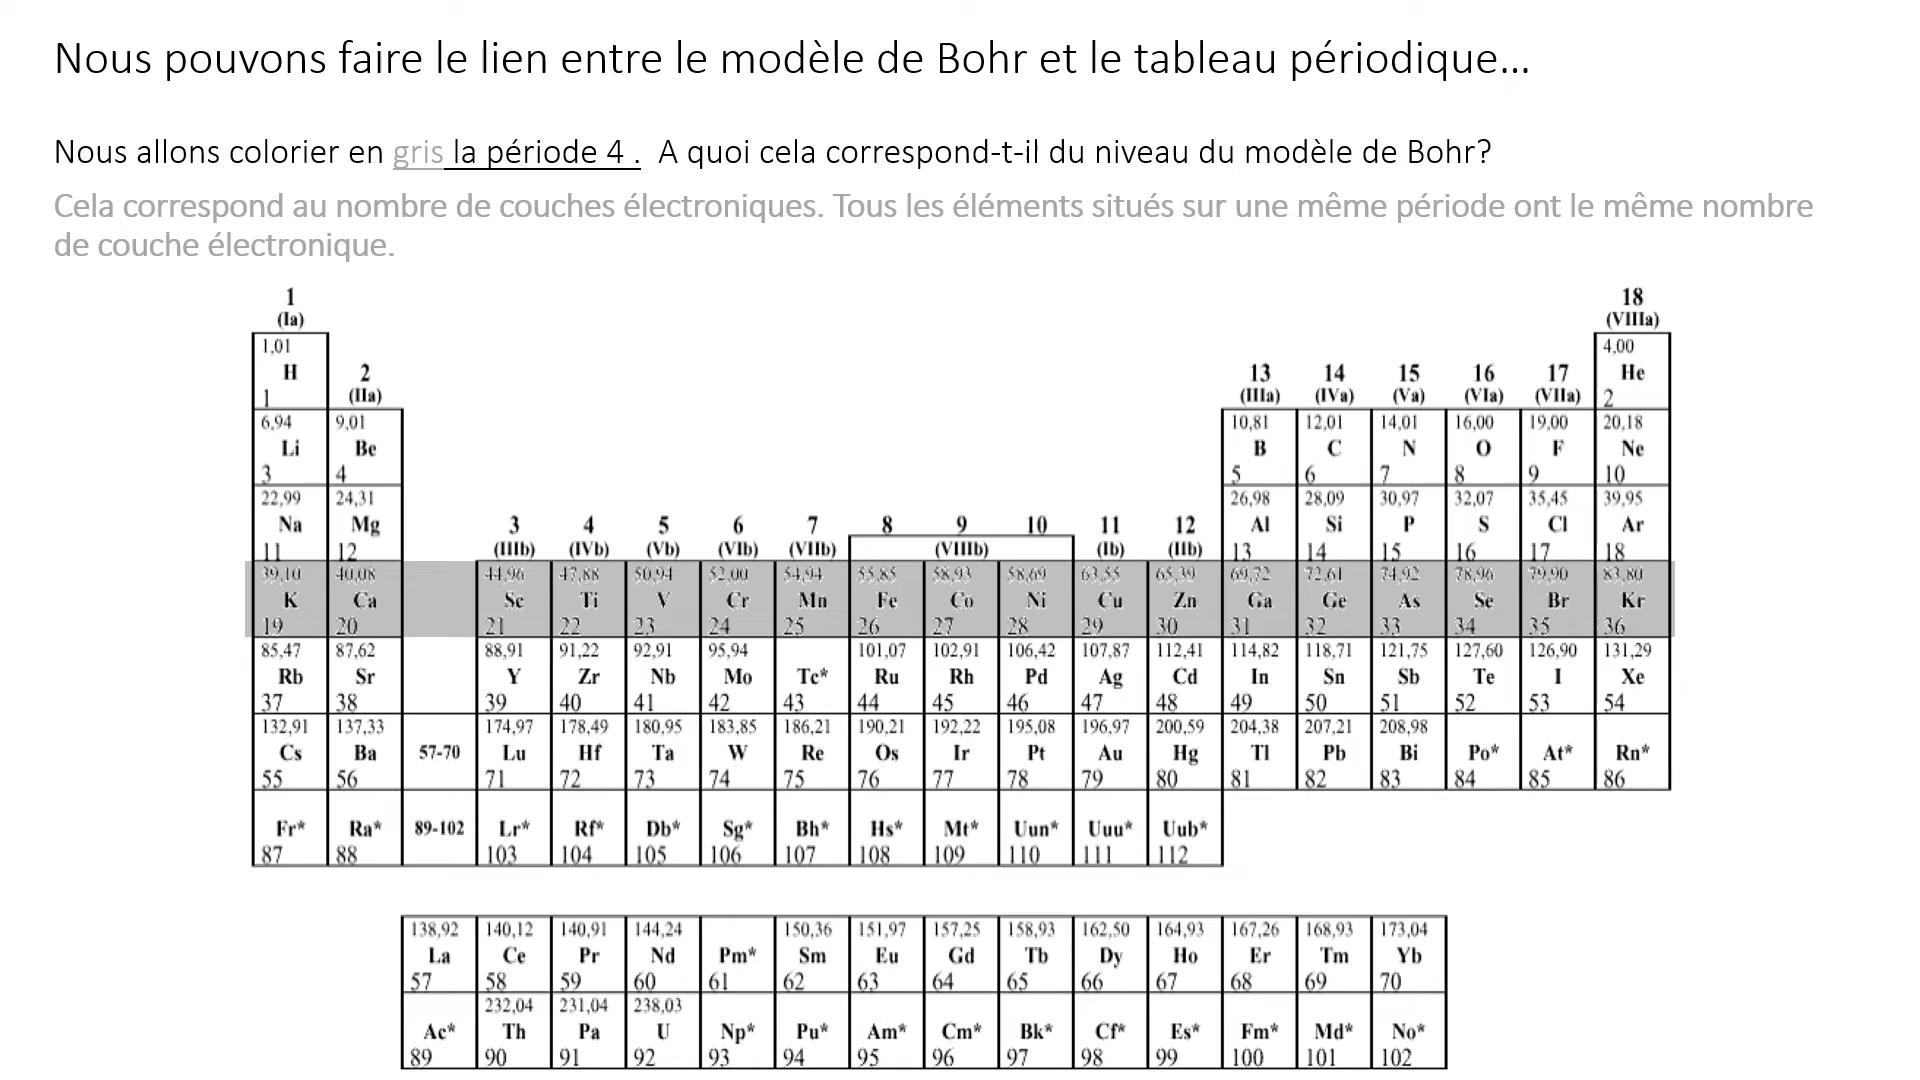 Nous pouvons faire le lien entre le modèle de Bohr et le tableau périodique...
Nous allons colorier en gris la période 4 . A quoi cela correspond-t-il du niveau du modèle de Bohr?
Cela correspond au nombre de couches électroniques. Tous les éléments situés sur une même période ont le même nombre
de couche électronique.
1 18
(Ia) (VIIIa)
1,01 4,00
H 2 13 14 15 16 17 He
1 (IIa) (IIIa) (IVa) (Va) (VIa) (VIIa) 2
6,94 9,01 10,81 12,01 14,01 16,00 19,00 20,18
Li Be B C N O F Ne
3 4 5 6 7 8 9 10
22,99 24,31 26,98 28,09 30,97 32,07 35,45 39,95
Na Mg 3 4 5 6 7 8 9 10 11 12 Al Si P S Cl Ar
11 12 (IIIb) (IVb) (Vb) (VIb) (VIIb) (VIIIb) (Ib) (IIb) 13 14 15 16 17 18
39,10 40,08 44,96 47,88 50,94 52,00 54,94 55,85 58,93 58,69 63,55 65,39 69,72 72,61 74,92 78,96 79,90 83,80
K Ca Sc Ti V Cr Mn Fe Co Ni Cu Zn Ga Ge As Se Br Kr
19 20 21 22 23 24 25 26 27 28 29 30 31 32 33 34 35 36
85,47 87,62 88,91 91,22 92,91 95,94 101,07 102,91 106,42 107,87 112,41 114,82 118,71 121,75 127,60 126,90 131,29
Rb Sr Y Zr Nb Mo Tc* Ru Rh Pd Ag Cd In Sn Sb Te I Xe
37 38 39 40 41 42 43 44 45 46 47 48 49 50 51 52 53 54
132,91 137,33 174,97 178,49 180,95 183,85 186,21 190,21 192,22 195,08 196,97 200,59 204,38 207,21 208,98
Cs Ba 57-70 Lu Hf Ta W Re Os Ir Pt Au Hg Tl Pb Bi Po* At* Rn*
55 56 71 72 73 74 75 76 77 78 79 80 81 82 83 84 85 86
Fr* Ra* 89-102 Lr* Rf* Db* Sg* Bh* Hs* Mt* Uun* Uuu* Uub*
87 88 103 104 105 106 107 108 109 110 111 112
138,92 140,12 140,91 144,24 150,36 151,97 157,25 158,93 162,50 164,93 167,26 168,93 173,04
La Ce Pr Nd Pm* Sm Eu Gd Tb Dy Ho Er Tm Yb
57 58 59 60 61 62 63 64 65 66 67 68 69 70
232,04 231,04 238,03
Ac* Th Pa U Np* Pu* Am* Cm* Bk* Cf* Es* Fm* Md* No*
89 90 91 92 93 94 95 96 97 98 99 100 101 102